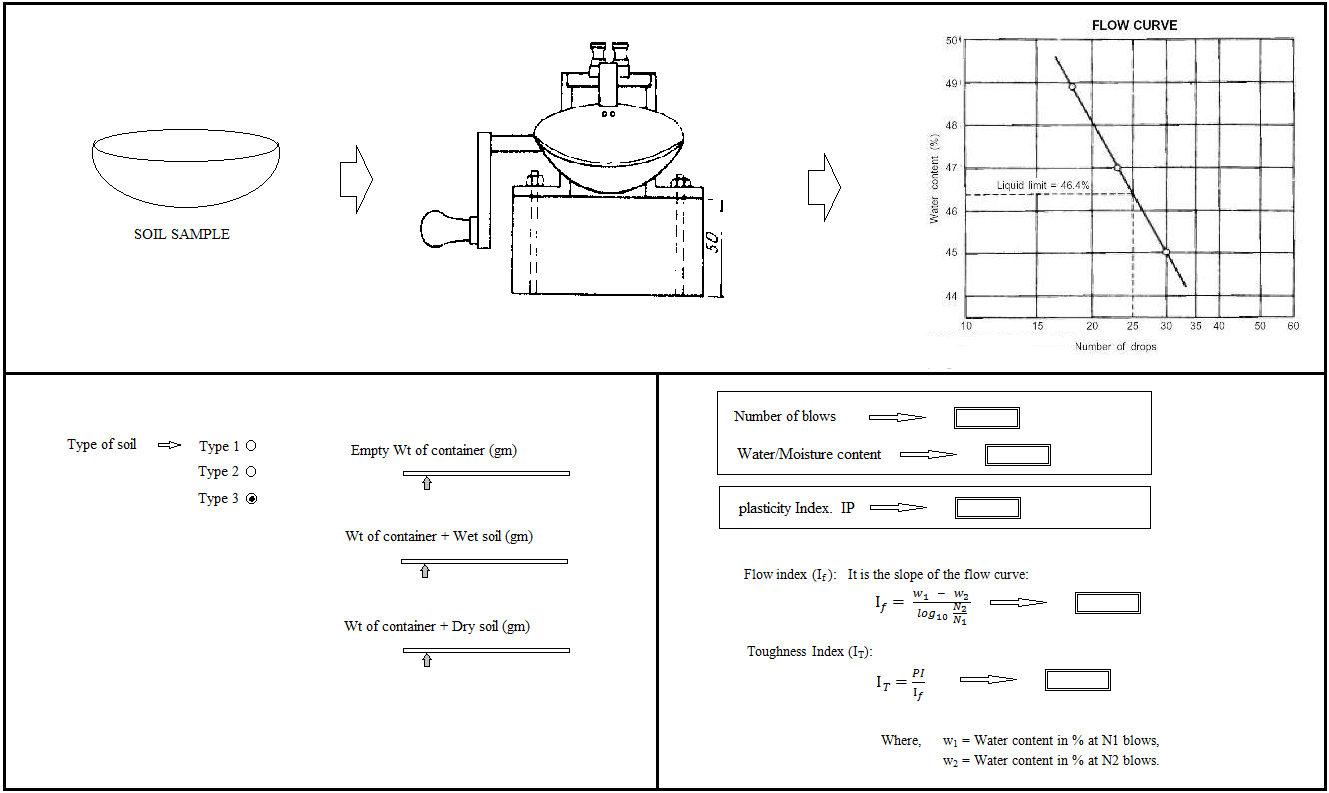 SOIL SAMPLE
50
FLOW CURVE
Water content (%)
50
49
48
47
46
45
44
Liquid limit = 46.4%
10 15 20 25 30 35 40 50 60
Number of drops
Type of soil Type 1
Type 2
Type 3
Empty Wt of container (gm)
Wt of container + Wet soil (gm)
Wt of container + Dry soil (gm)
Number of blows
Water/Moisture content
plasticity Index. IP
Flow index (I_f): It is the slope of the flow curve:
I_f = (w₁ − w₂) / (log₁₀ N₂/N₁)
Toughness Index (I_T):
I_T = PI / I_f
Where, w₁ = Water content in % at N1 blows,
w₂ = Water content in % at N2 blows.